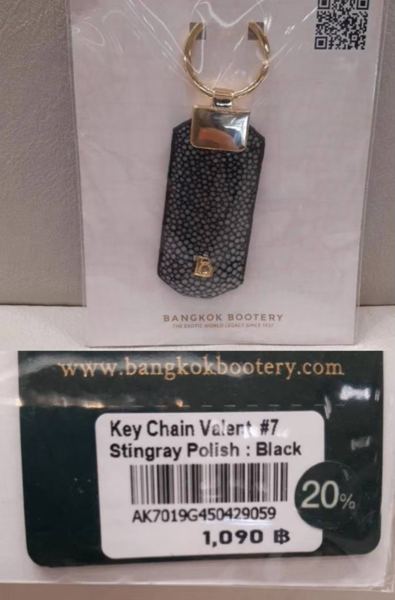 BANGKOK BOOTERY
THE EXOTIC WORLD LEGACY SINCE 1937
www.bangkokbootery.com
Key Chain Valent #7
Stingray Polish : Black
AK7019G450429059
20%
1,090 ฿